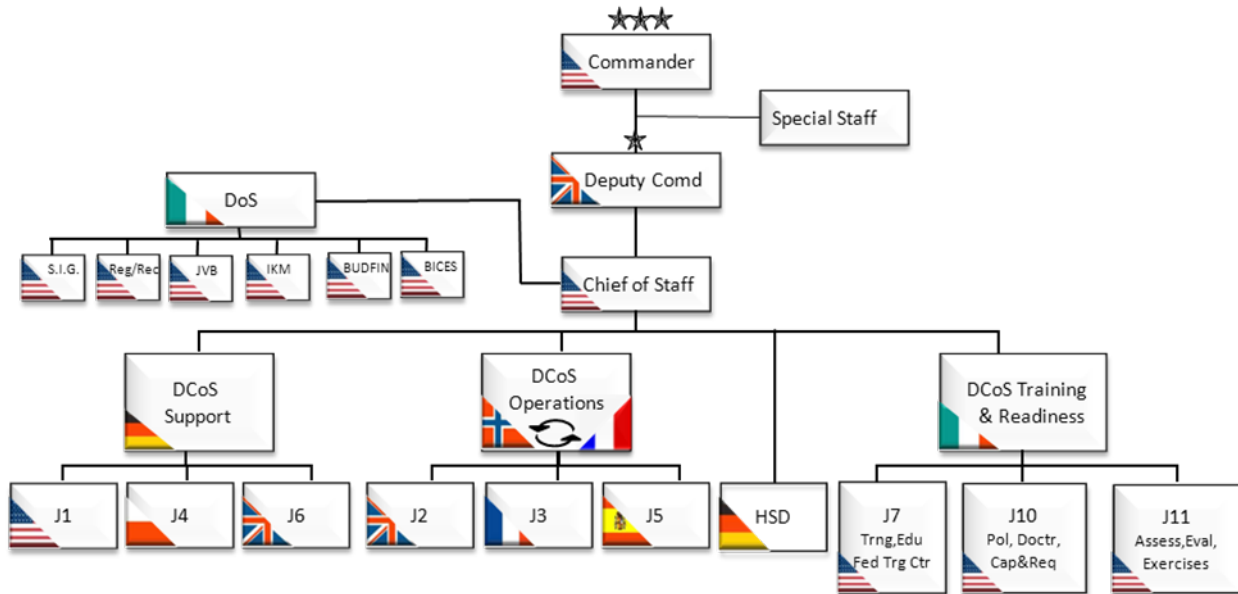 Commander
Special Staff
Deputy Comd
DoS
S.I.G.
Reg/Rec
JVB
IKM
BUDFIN
BICES
Chief of Staff
DCoS
Support
DCoS
Operations
DCoS Training
& Readiness
J1
J4
J6
J2
J3
J5
HSD
J7
Trng,Edu
Fed Trg Ctr
J10
Pol, Doctr,
Cap&Req
J11
Assess,Eval,
Exercises